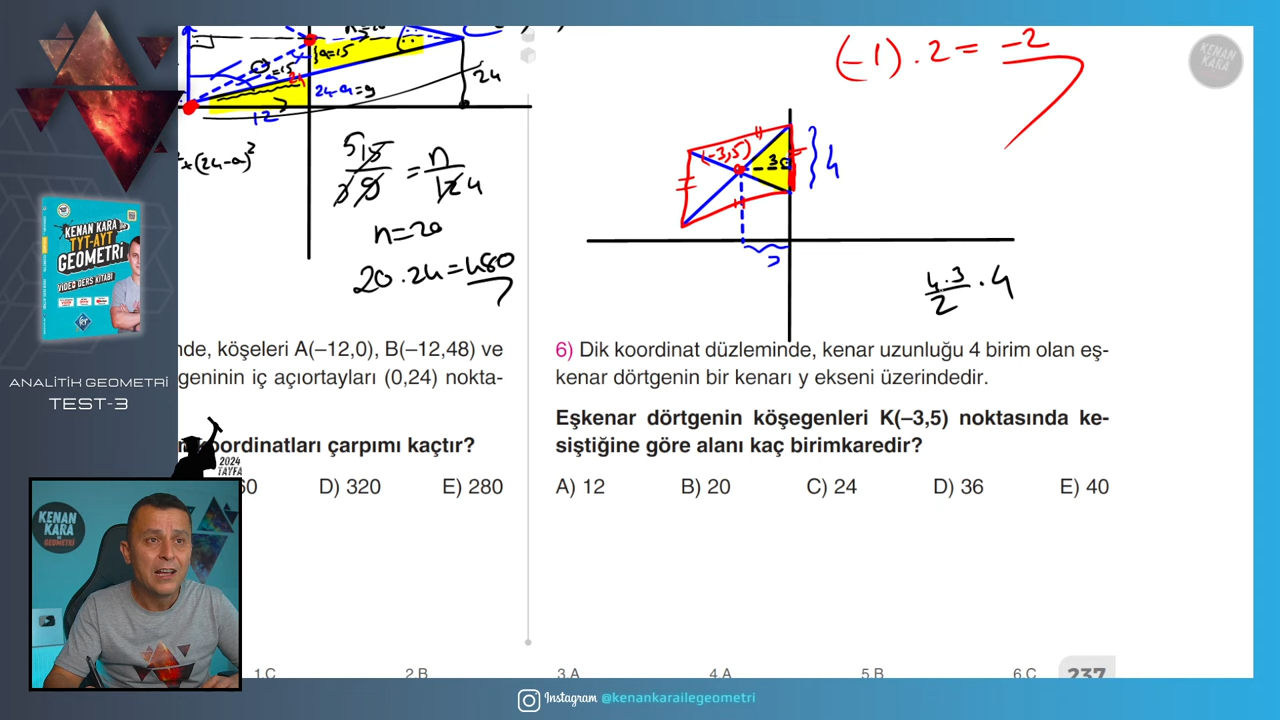 KENAN
KARA
(-1).2 = -2
a=15
24-a=9
24
12
x(24-a)²
5
15
n
9
=
12
4
n=20
20.24=480
(-3,5)
3
4
3
4.3
2
.4
KENAN KARA
TYT-AYT
GEOMETRİ
VİDEO DERS KİTABI
ANALİTİK GEOMETRİ
TEST-3
nde, köşeleri A(–12,0), B(–12,48) ve
geninin iç açıortayları (0,24) nokta-
oordinatları çarpımı kaçtır?
60 D) 320 E) 280
6) Dik koordinat düzleminde, kenar uzunluğu 4 birim olan eş-
kenar dörtgenin bir kenarı y ekseni üzerindedir.
Eşkenar dörtgenin köşegenleri K(–3,5) noktasında ke-
siştiğine göre alanı kaç birimkaredir?
A) 12 B) 20 C) 24 D) 36 E) 40
2024
TAYFA
KENAN
KARA
GEOMETRİ
1.C 2.B 3.A 4.A 5.B 6.C 237
Instagram @kenankarailegeometri